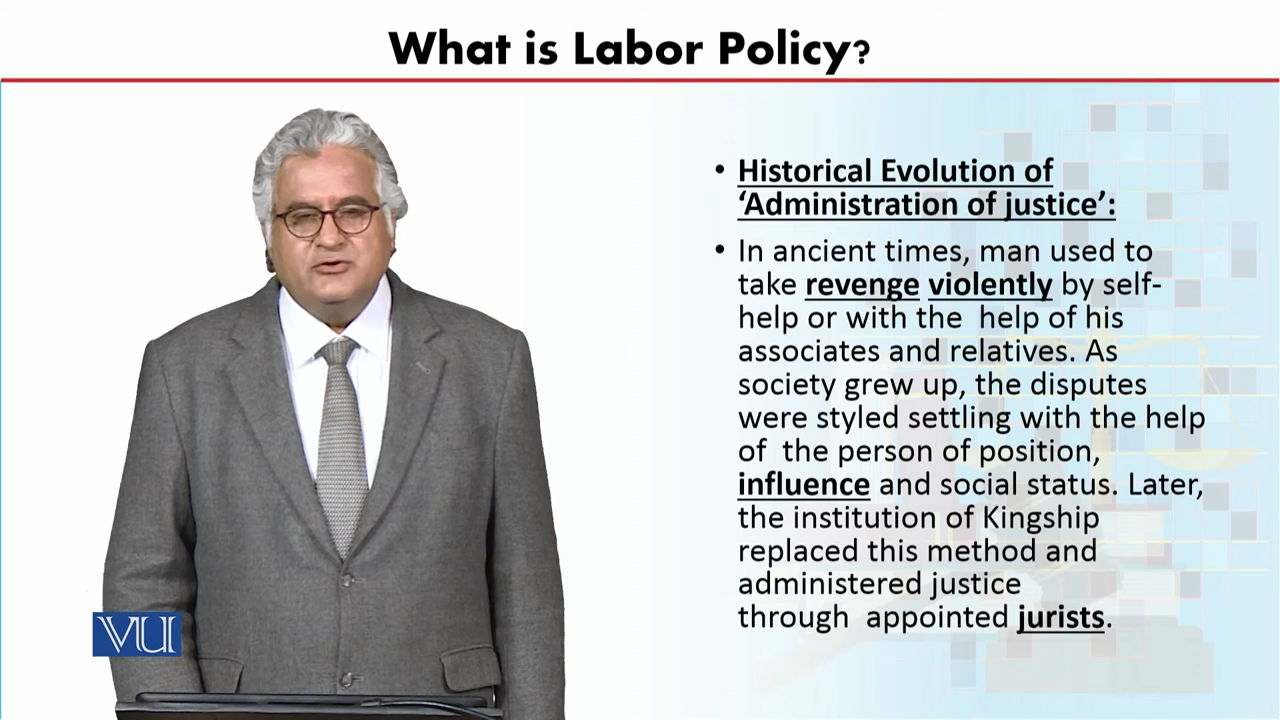 What is Labor Policy?
• Historical Evolution of
‘Administration of justice’:
• In ancient times, man used to
take revenge violently by self-
help or with the  help of his
associates and relatives. As
society grew up, the disputes
were styled settling with the help
of  the person of position,
influence and social status. Later,
the institution of Kingship
replaced this method and
administered justice
through  appointed jurists.
VU